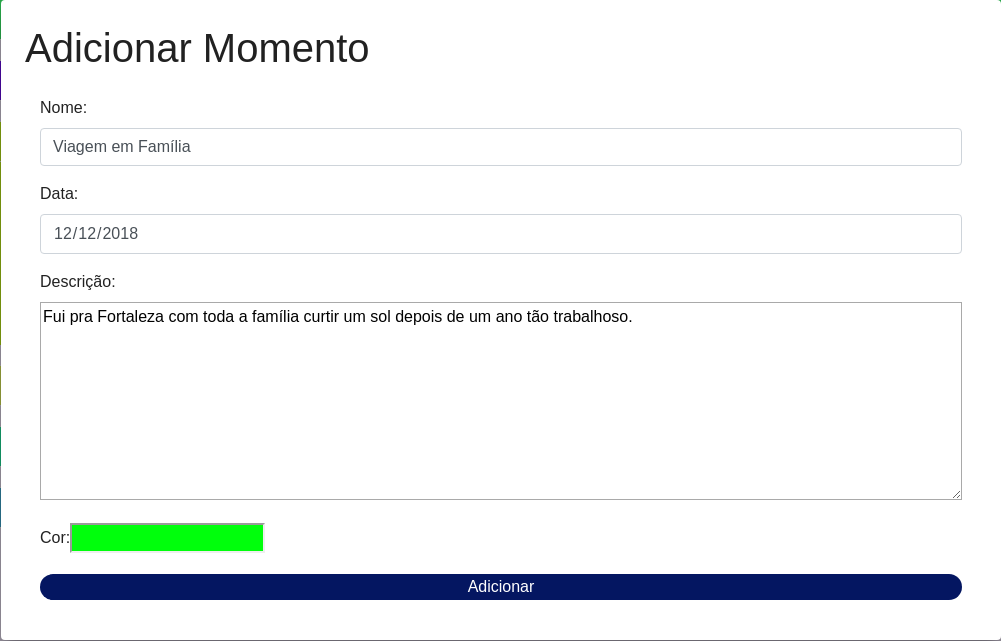 Adicionar Momento
Nome:
Viagem em Família
Data:
12/12/2018
Descrição:
Fui pra Fortaleza com toda a família curtir um sol depois de um ano tão trabalhoso.
Cor:
Adicionar